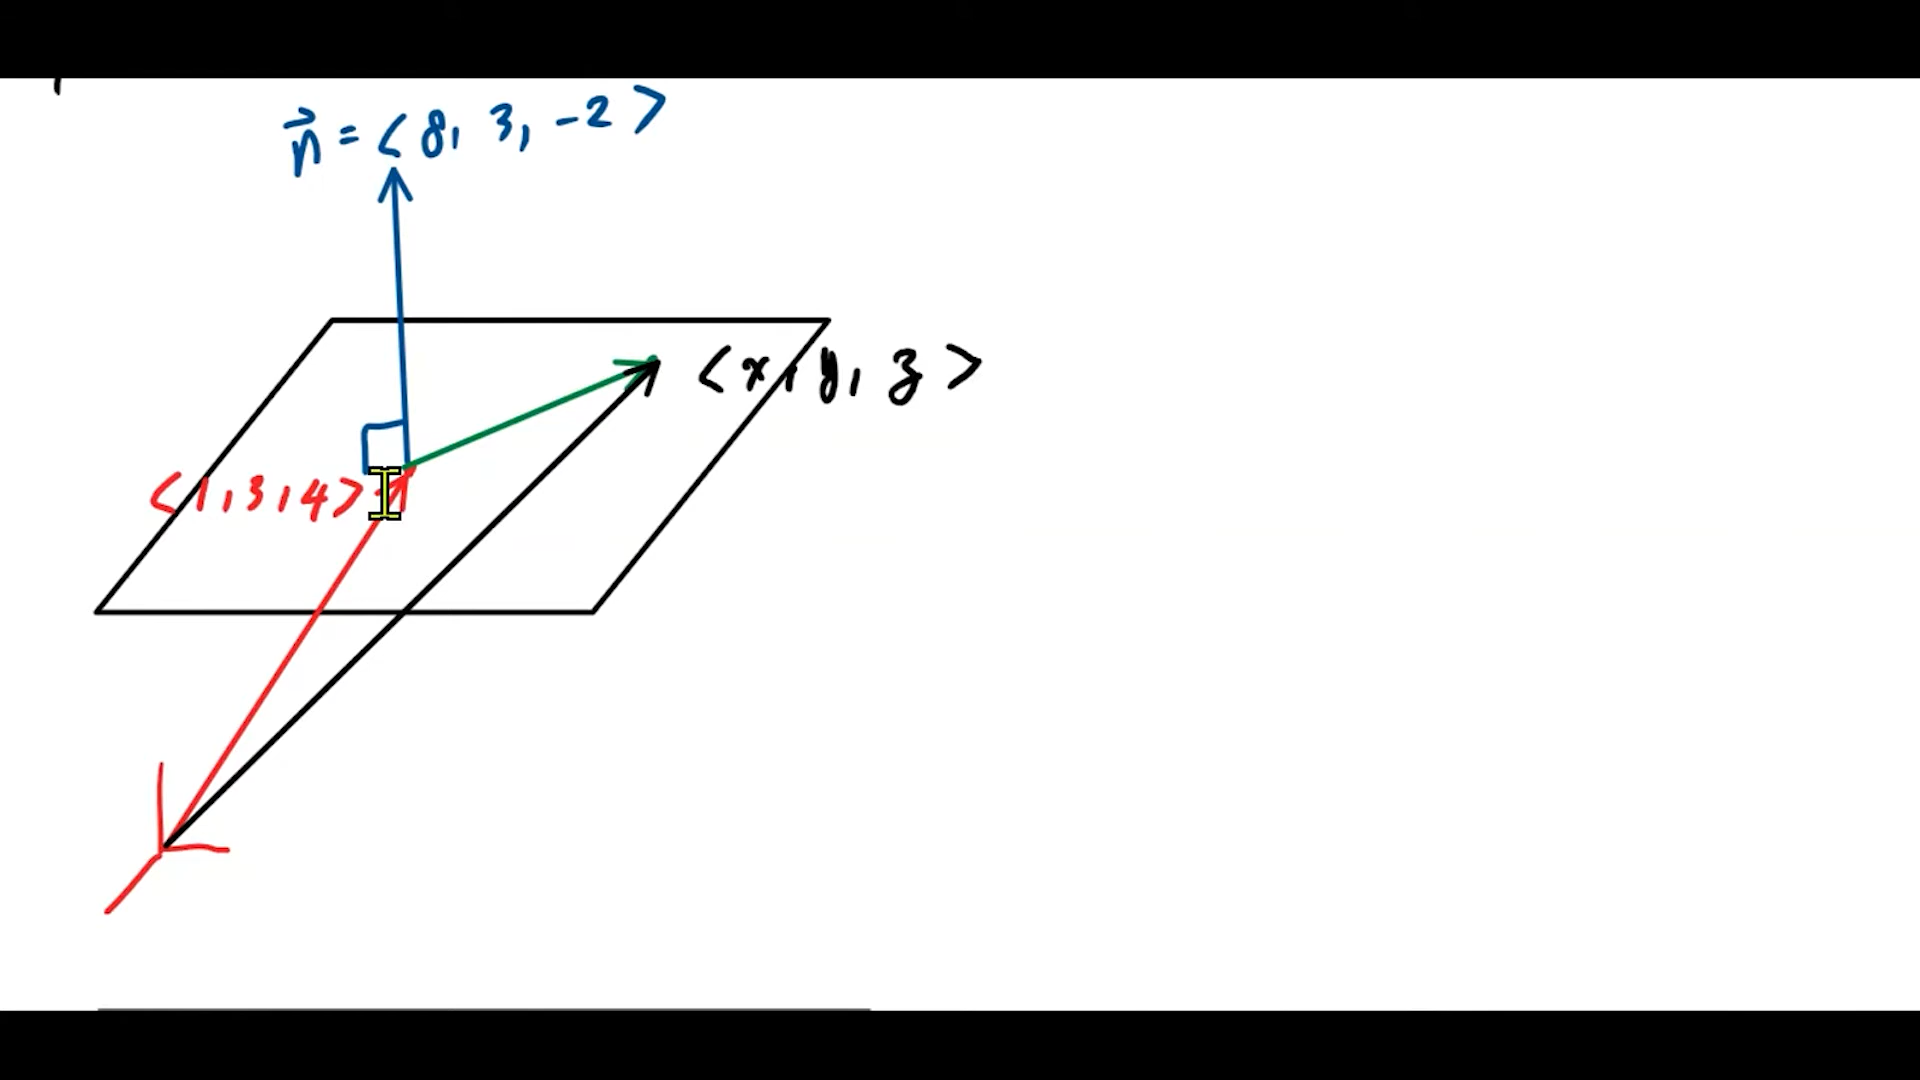 n⃗ = ⟨8, 3, -2⟩
⟨x, y, z⟩
⟨1, 3, 4⟩